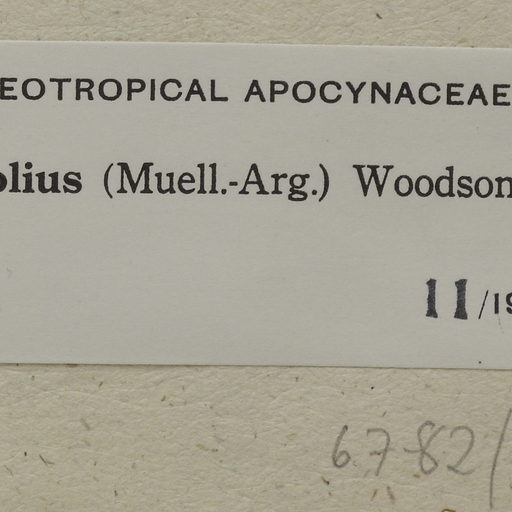 EOTROPICAL APOCYNACEAE
olius (Muell.-Arg.) Woodson
11/19
6782/